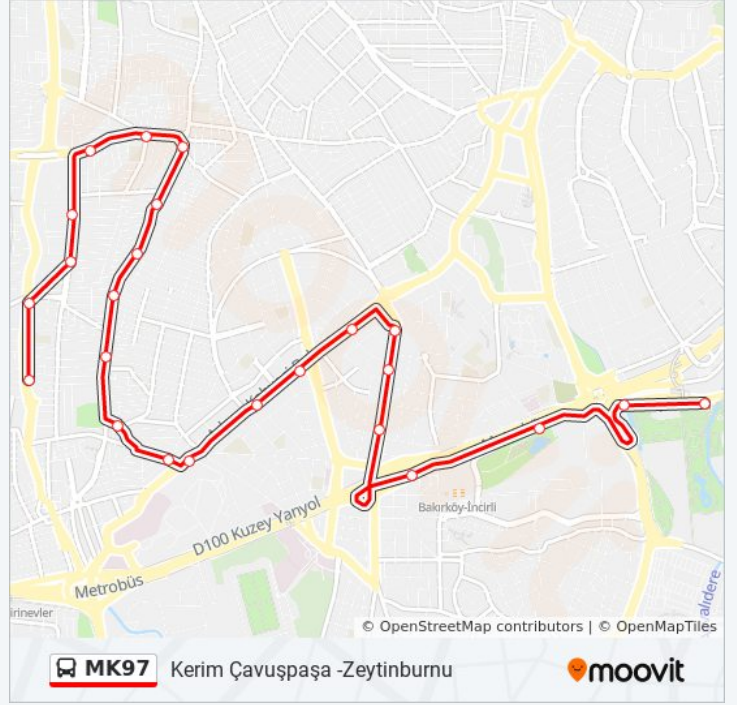 D100 Kuzey Yanyol
Bakırköy-İncirli
Metrobüs
irinevler
© OpenStreetMap contributors | © OpenMapTiles
MK97
Kerim Çavuşpaşa -Zeytinburnu
moovit